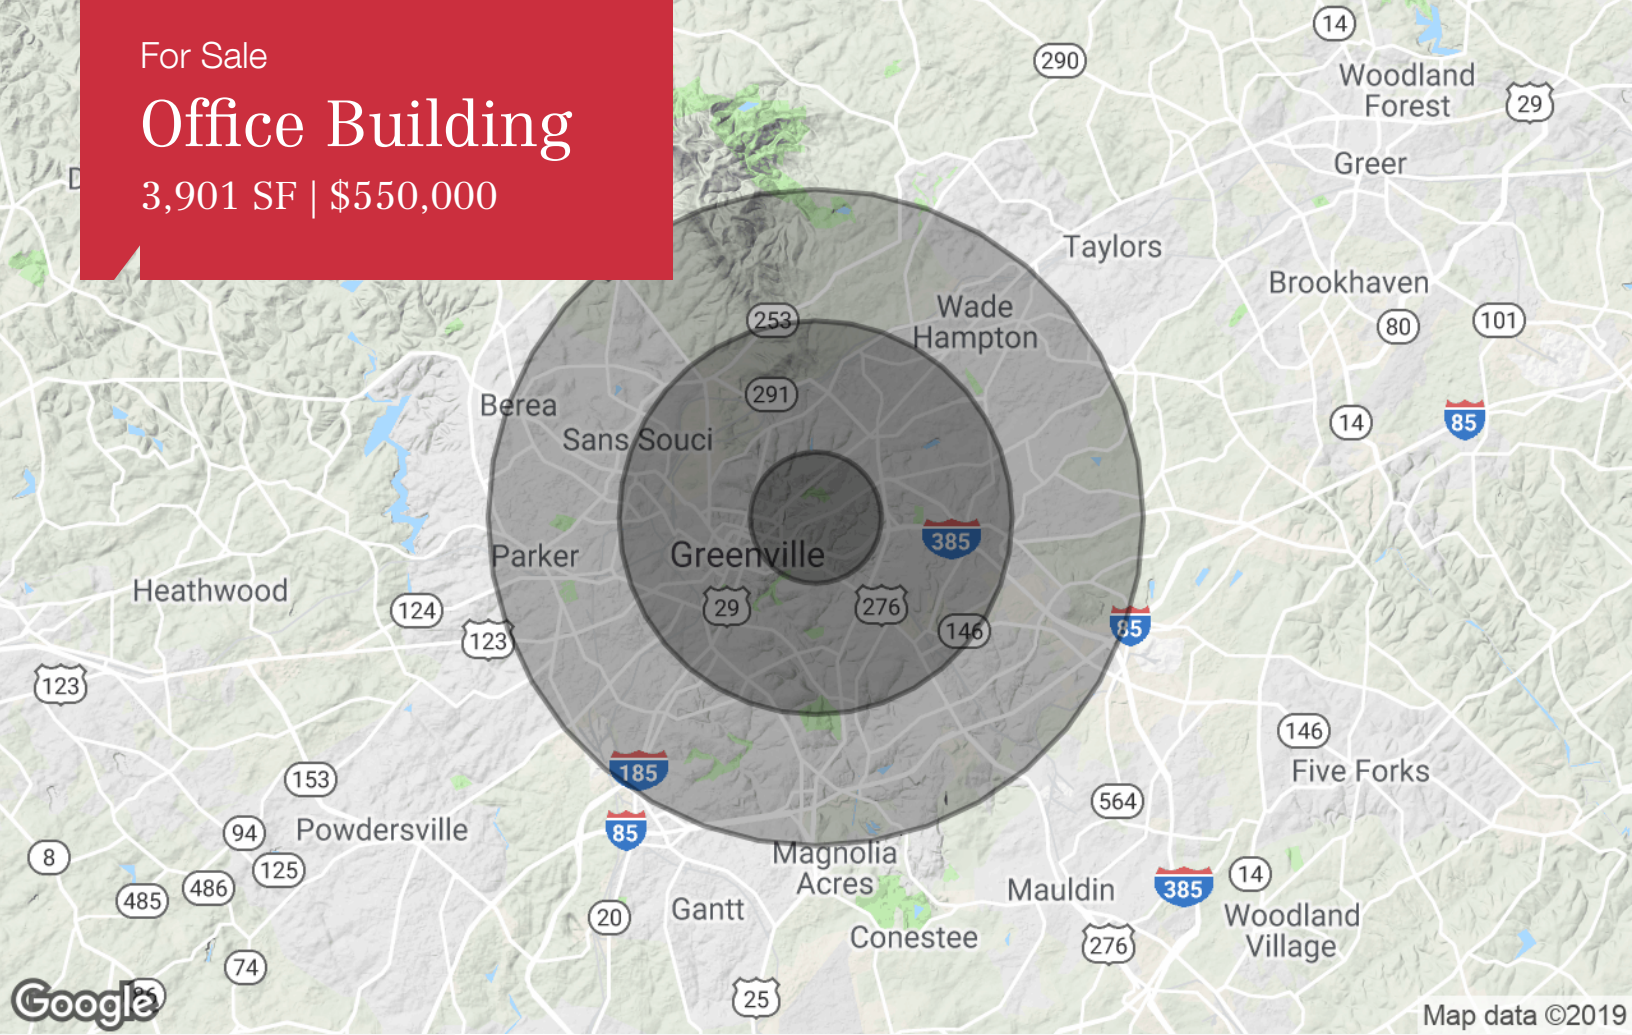 For Sale
Office Building
3,901 SF | $550,000
14
290
Woodland
Forest
29
Greer
D
Taylors
Brookhaven
Wade
Hampton
253
80
101
291
Berea
14
85
Sans Souci
385
Greenville
Parker
Heathwood
124
29
276
123
146
85
123
146
185
Five Forks
153
564
Powdersville
94
85
8
125
Magnolia
Acres
486
485
Mauldin
385
14
20
Gantt
Woodland
Village
Conestee
276
74
25
86
Google
Map data ©2019